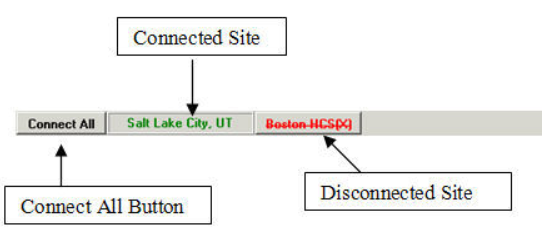 Connected Site
Connect All
Salt Lake City, UT
Boston HCS(X)
Connect All Button
Disconnected Site